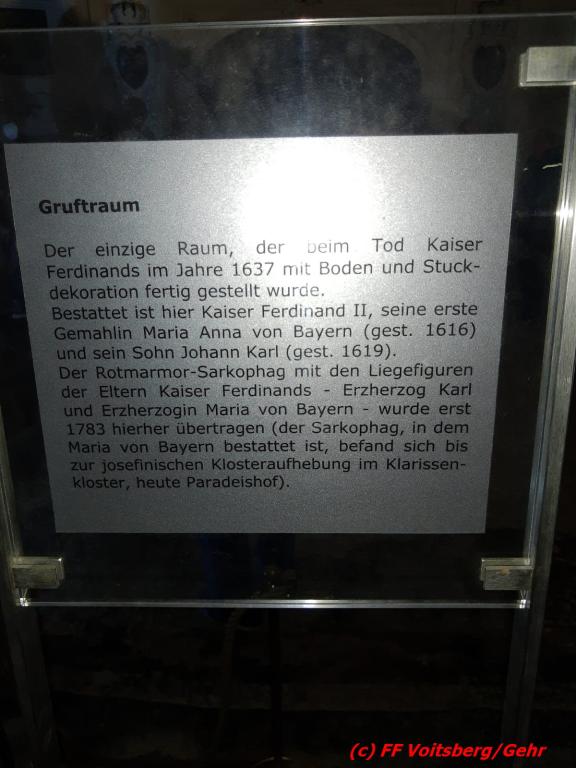 Gruftraum
Der einzige Raum, der beim Tod Kaiser
Ferdinands im Jahre 1637 mit Boden und Stuck-
dekoration fertig gestellt wurde.
Bestattet ist hier Kaiser Ferdinand II, seine erste
Gemahlin Maria Anna von Bayern (gest. 1616)
und sein Sohn Johann Karl (gest. 1619).
Der Rotmarmor-Sarkophag mit den Liegefiguren
der Eltern Kaiser Ferdinands - Erzherzog Karl
und Erzherzogin Maria von Bayern - wurde erst
1783 hierher übertragen (der Sarkophag, in dem
Maria von Bayern bestattet ist, befand sich bis
zur josefinischen Klosteraufhebung im Klarissen-
kloster, heute Paradeishof).
(c) FF Voitsberg/Gehr